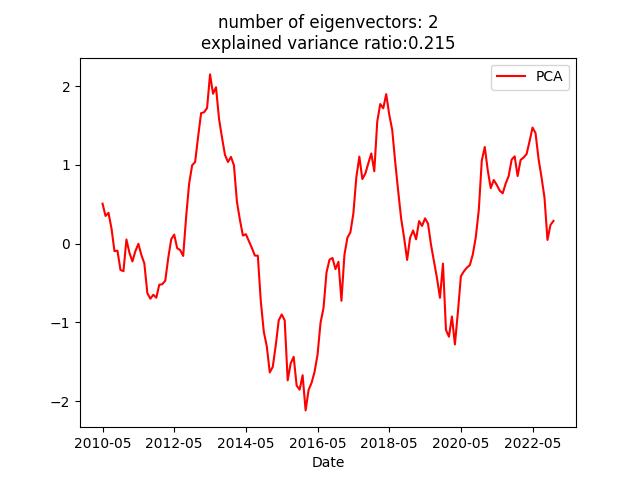 number of eigenvectors: 2
explained variance ratio:0.215
PCA
2
1
0
−1
−2
2010-05 2012-05 2014-05 2016-05 2018-05 2020-05 2022-05
Date